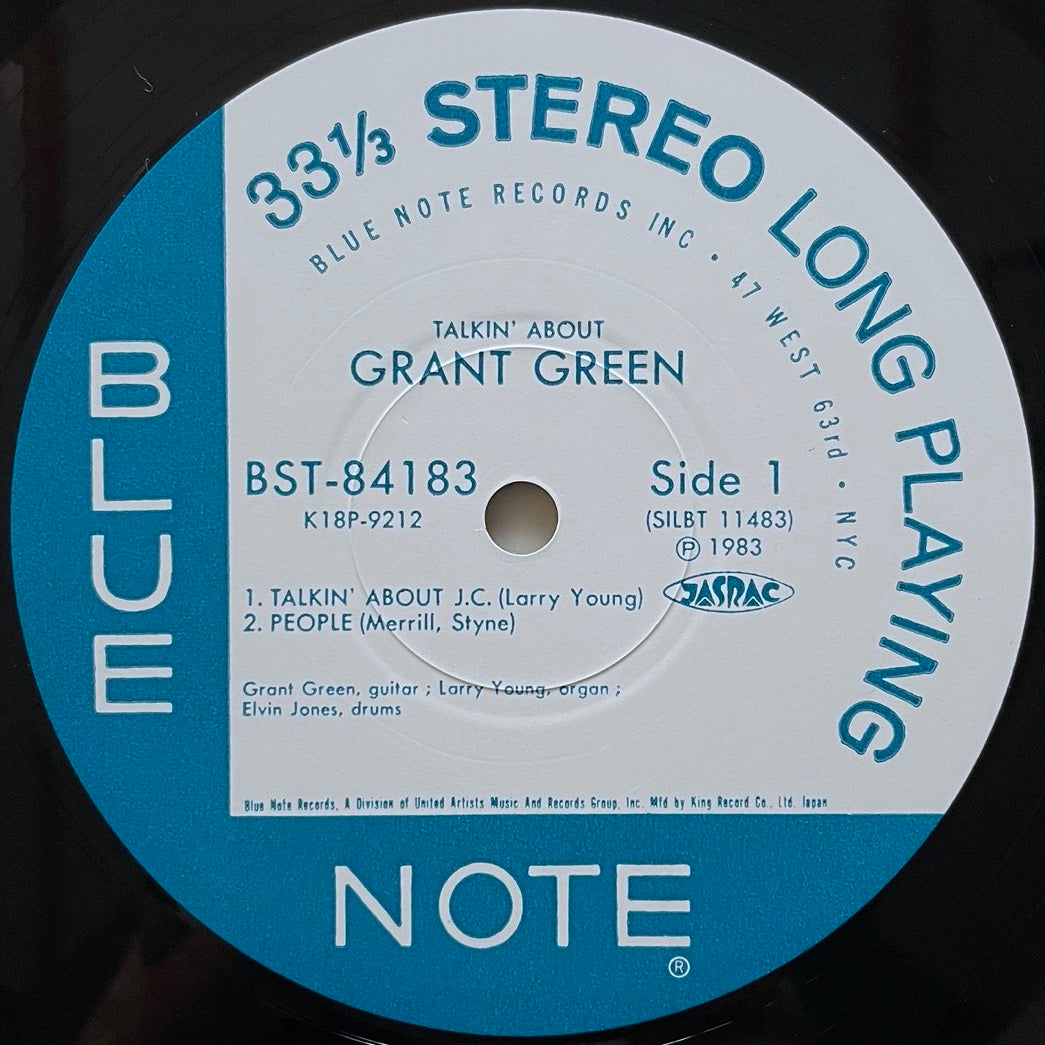 33⅓ STEREO LONG PLAYING
BLUE NOTE RECORDS INC • 47 WEST 63rd • NYC
TALKIN' ABOUT
GRANT GREEN
BST-84183
K18P-9212
Side 1
(SILBT 11483)
Ⓟ 1983
JASRAC
1. TALKIN' ABOUT J.C. (Larry Young)
2. PEOPLE (Merrill, Styne)
Grant Green, guitar ; Larry Young, organ ;
Elvin Jones, drums
Blue Note Records, A Division of United Artists Music And Records Group, Inc. Mfd by King Record Co., Ltd. Japan
BLUE
NOTE
®